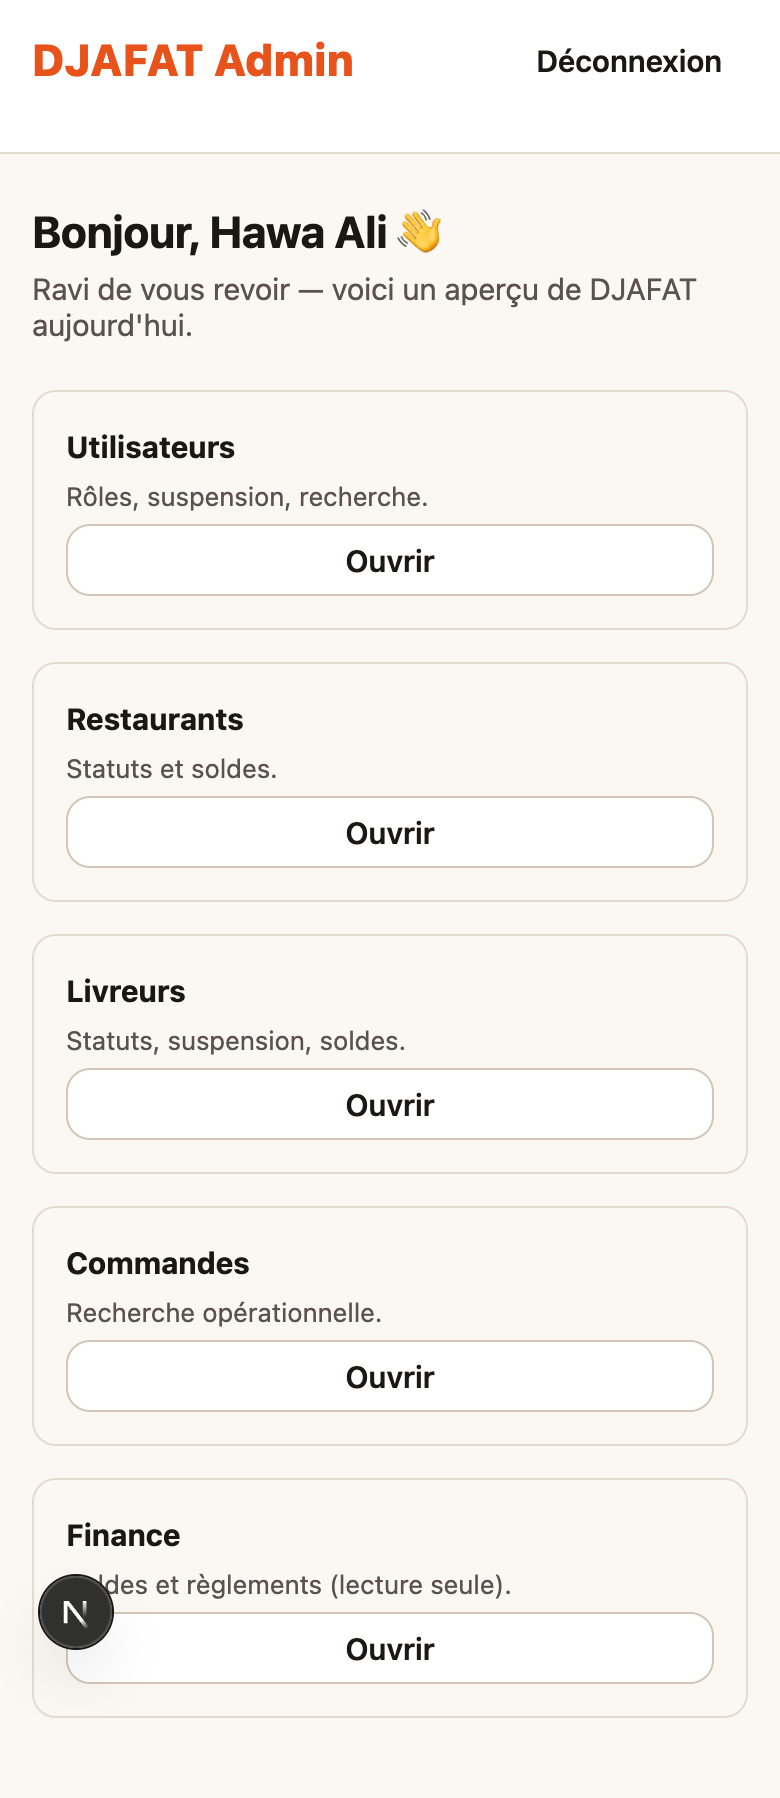 DJAFAT Admin
Déconnexion
Bonjour, Hawa Ali 👋
Ravi de vous revoir — voici un aperçu de DJAFAT
aujourd'hui.
Utilisateurs
Rôles, suspension, recherche.
Ouvrir
Restaurants
Statuts et soldes.
Ouvrir
Livreurs
Statuts, suspension, soldes.
Ouvrir
Commandes
Recherche opérationnelle.
Ouvrir
Finance
et règlements (lecture seule).
N
Ouvrir